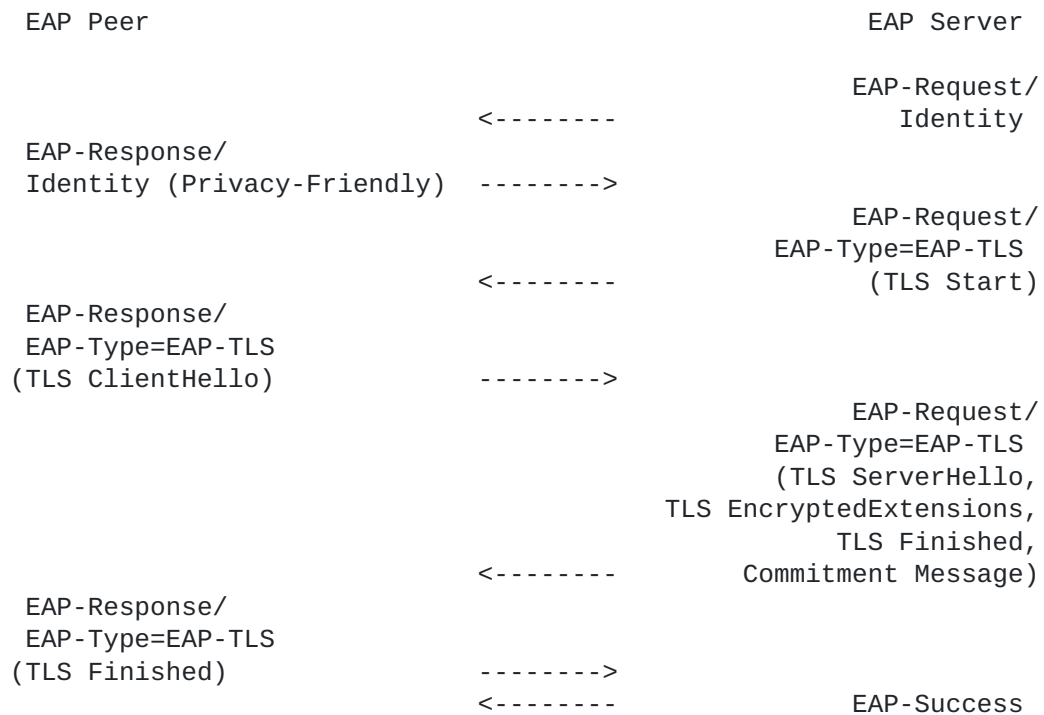 EAP Peer                                              EAP Server

                                                    EAP-Request/
                              <--------                 Identity
EAP-Response/
Identity (Privacy-Friendly)   -------->
                                                    EAP-Request/
                                               EAP-Type=EAP-TLS
                              <--------              (TLS Start)
EAP-Response/
EAP-Type=EAP-TLS
(TLS ClientHello)             -------->
                                                    EAP-Request/
                                               EAP-Type=EAP-TLS
                                               (TLS ServerHello,
                                        TLS EncryptedExtensions,
                                                   TLS Finished,
                              <--------      Commitment Message)
EAP-Response/
EAP-Type=EAP-TLS
(TLS Finished)                -------->
                              <--------              EAP-Success